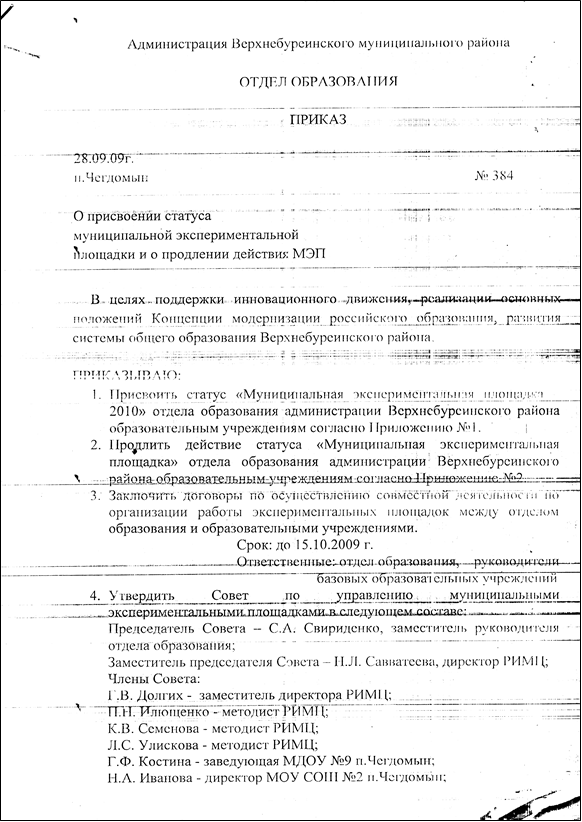 Администрация Верхнебуреинского муниципального района
ОТДЕЛ ОБРАЗОВАНИЯ
ПРИКАЗ
28.09.09г.
п.Чегдомын
№ 384
О присвоении статуса
муниципальной экспериментальной
площадки и о продлении действия МЭП
В целях поддержки инновационного движения, реализации основных
положений Концепции модернизации российского образования, развития
системы общего образования Верхнебуреинского района.
ПРИКАЗЫВАЮ:
1. Присвоить статус «Муниципальная экспериментальная площадка
2010» отдела образования администрации Верхнебуреинского района
образовательным учреждениям согласно Приложению №1.
2. Продлить действие статуса «Муниципальная экспериментальная
площадка» отдела образования администрации Верхнебуреинского
района образовательным учреждениям согласно Приложению №2
3. Заключить договоры по осуществлению совместной деятельности по
организации работы экспериментальных площадок между отделом
образования и образовательными учреждениями.
Срок: до 15.10.2009 г.
Ответственные: отдел образования, руководители
базовых образовательных учреждений
4. Утвердить Совет по управлению муниципальными
экспериментальными площадками в следующем составе:
Председатель Совета – С.А. Свириденко, заместитель руководителя
отдела образования;
Заместитель председателя Совета – Н.Л. Савватеева, директор РИМЦ;
Члены Совета:
Г.В. Долгих - заместитель директора РИМЦ;
П.Н. Илющенко - методист РИМЦ;
К.В. Семенова - методист РИМЦ;
Л.С. Улискова - методист РИМЦ;
Г.Ф. Костина - заведующая МДОУ №9 п.Чегдомын;
Н.А. Иванова - директор МОУ СОШ №2 п.Чегдомын;